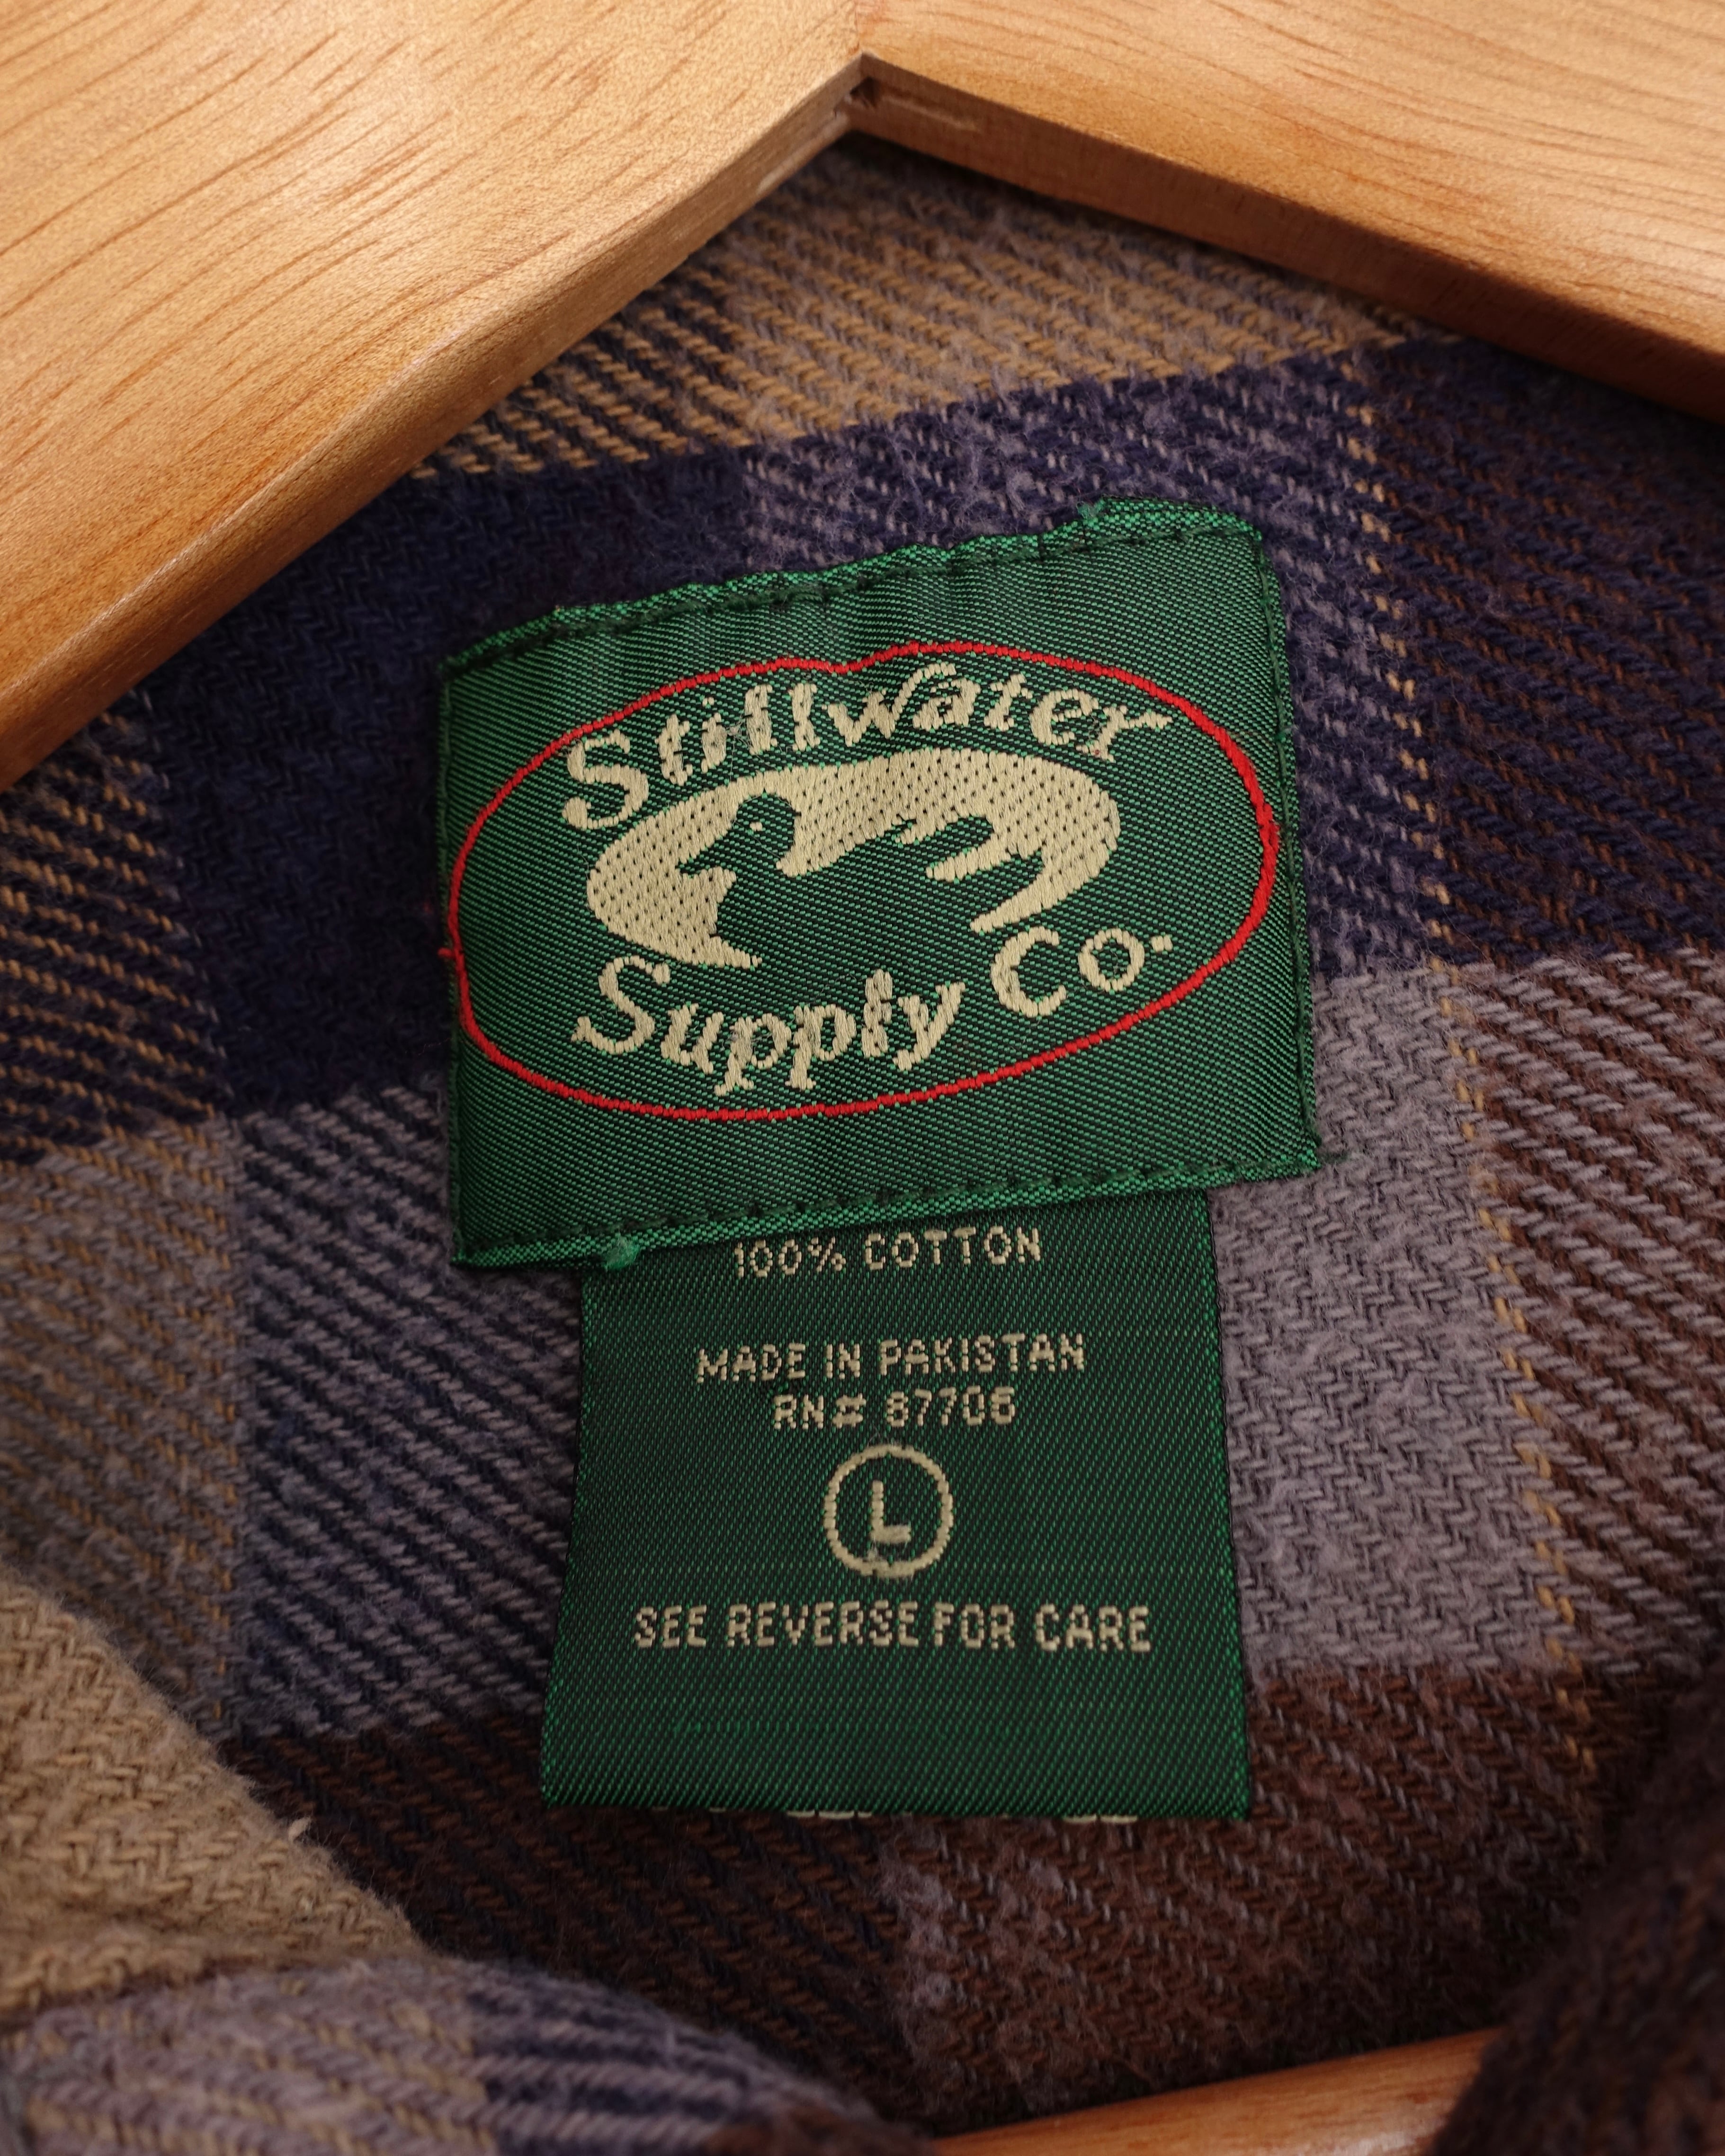 Stillwater
Supply Co.
100% COTTON
MADE IN PAKISTAN
RN# 87706
L
SEE REVERSE FOR CARE